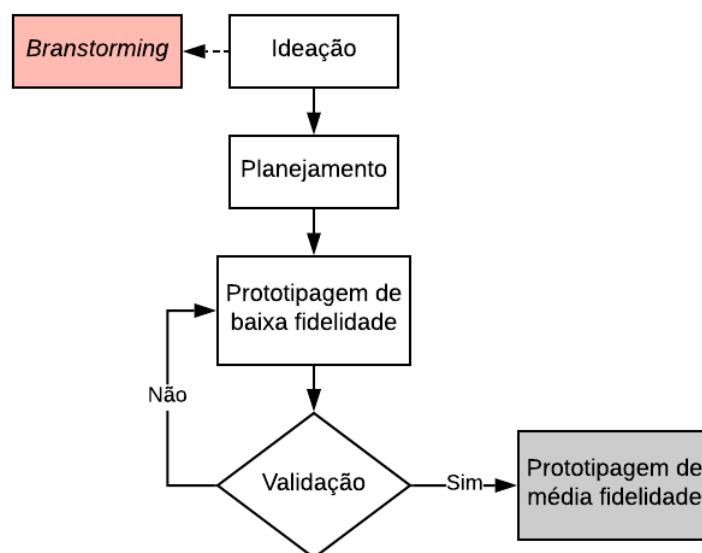 Branstorming
Ideação
Planejamento
Prototipagem de
baixa fidelidade
Não
Validação
Sim
Prototipagem de
média fidelidade